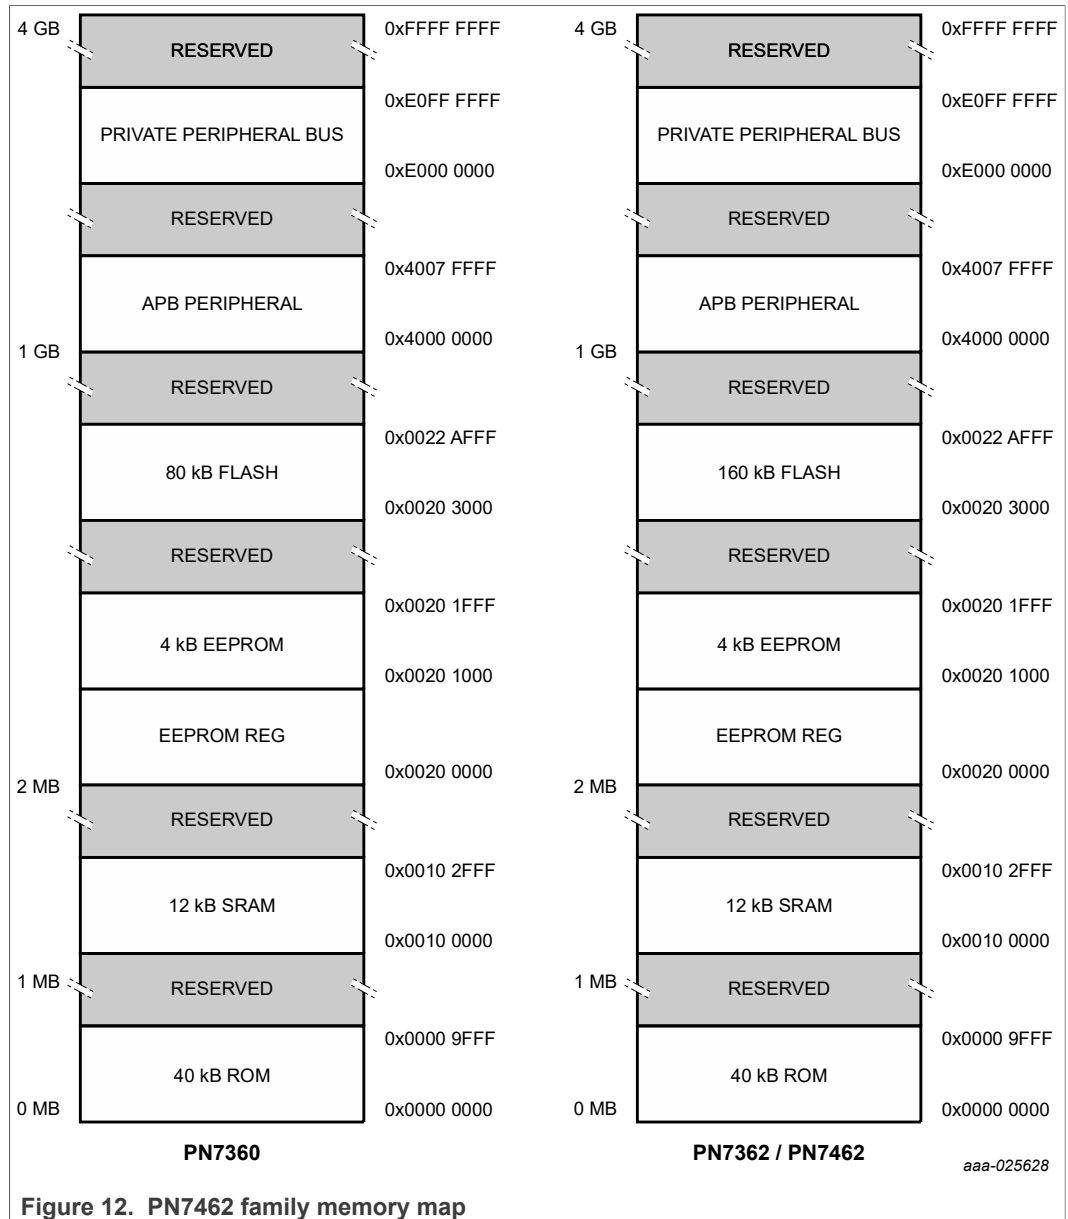 4 GB
RESERVED
0xFFFF FFFF
0xE0FF FFFF
PRIVATE PERIPHERAL BUS
0xE000 0000
RESERVED
0x4007 FFFF
APB PERIPHERAL
0x4000 0000
1 GB
RESERVED
0x0022 AFFF
80 kB FLASH
0x0020 3000
RESERVED
0x0020 1FFF
4 kB EEPROM
0x0020 1000
EEPROM REG
0x0020 0000
2 MB
RESERVED
0x0010 2FFF
12 kB SRAM
0x0010 0000
1 MB
RESERVED
0x0000 9FFF
40 kB ROM
0 MB
0x0000 0000
PN7360
4 GB
RESERVED
0xFFFF FFFF
0xE0FF FFFF
PRIVATE PERIPHERAL BUS
0xE000 0000
RESERVED
0x4007 FFFF
APB PERIPHERAL
0x4000 0000
1 GB
RESERVED
0x0022 AFFF
160 kB FLASH
0x0020 3000
RESERVED
0x0020 1FFF
4 kB EEPROM
0x0020 1000
EEPROM REG
0x0020 0000
2 MB
RESERVED
0x0010 2FFF
12 kB SRAM
0x0010 0000
1 MB
RESERVED
0x0000 9FFF
40 kB ROM
0 MB
0x0000 0000
PN7362 / PN7462
aaa-025628
Figure 12. PN7462 family memory map